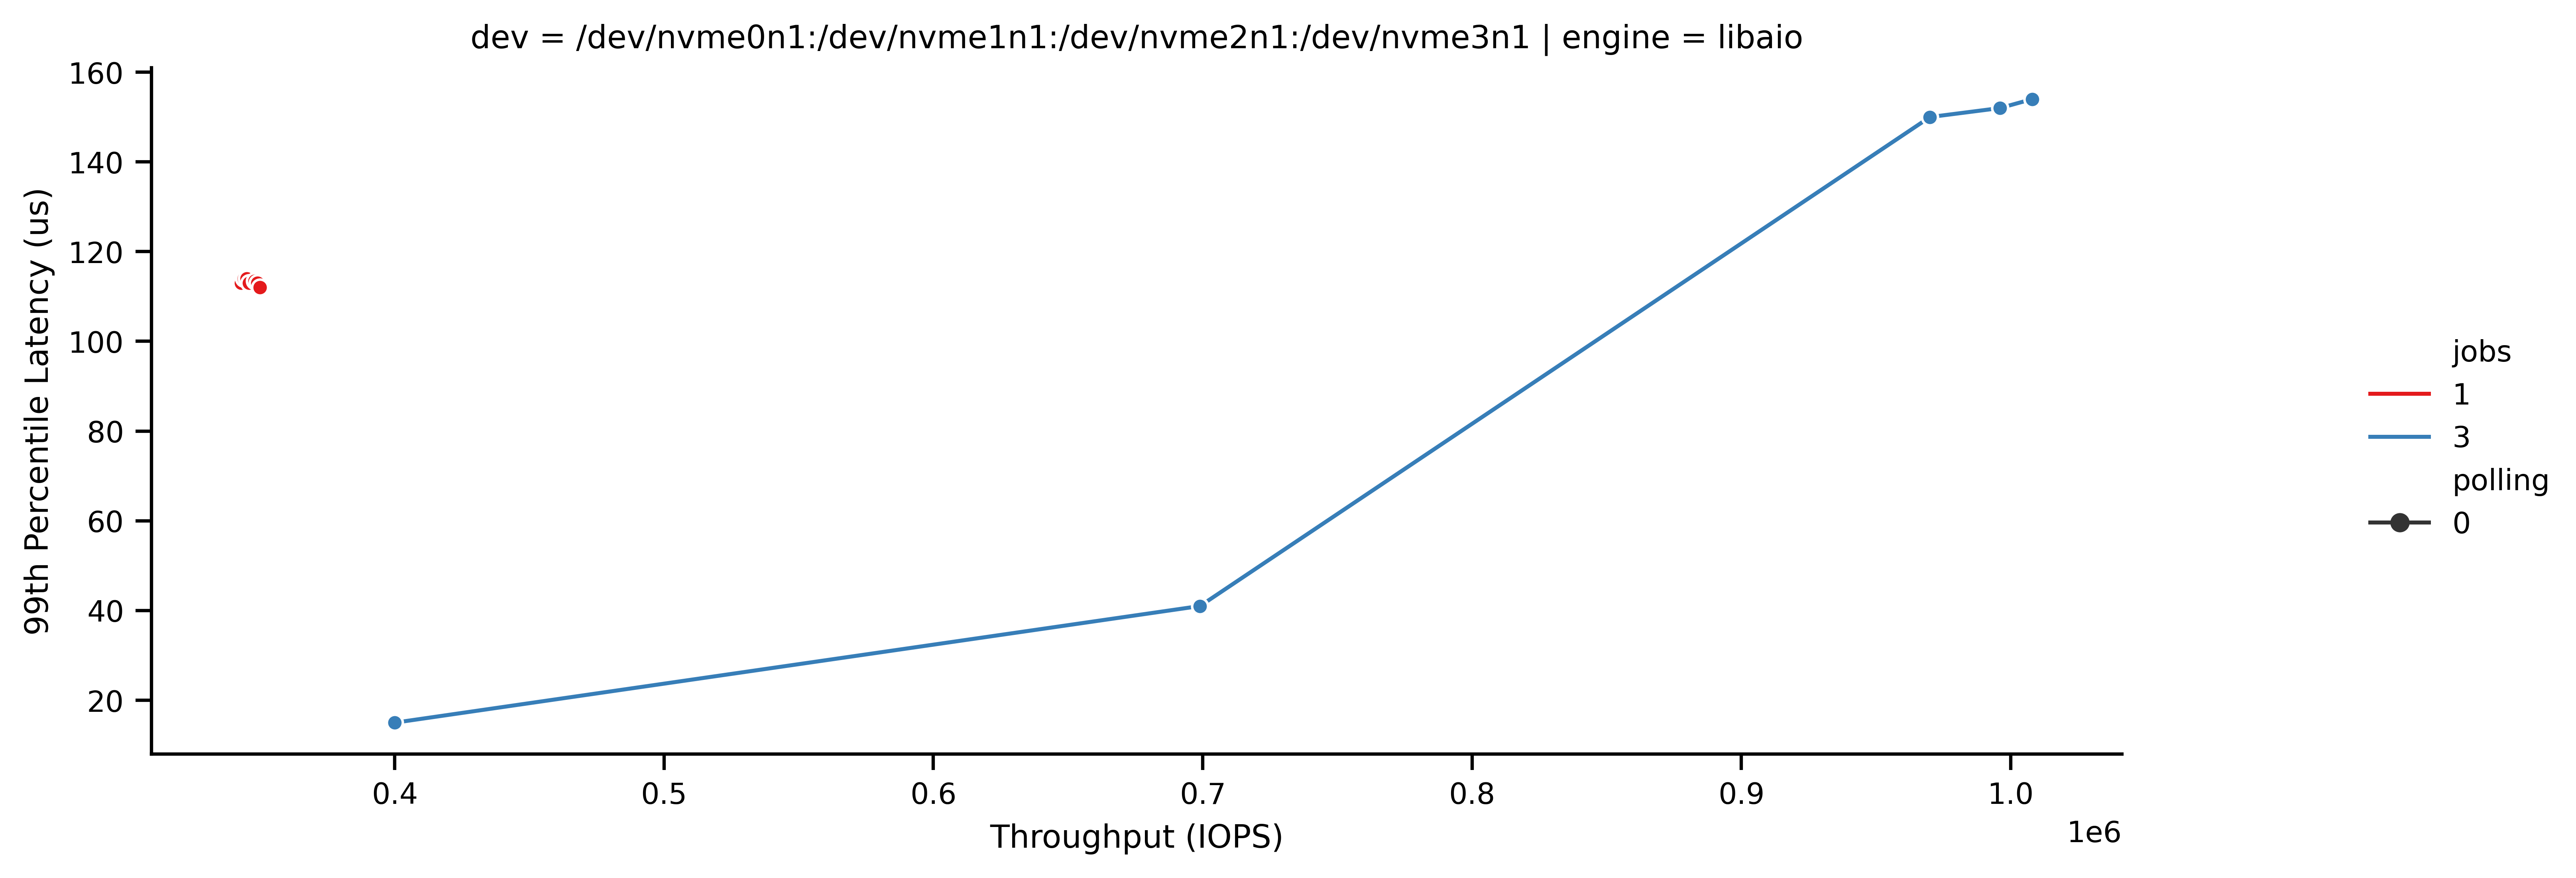 dev = /dev/nvme0n1:/dev/nvme1n1:/dev/nvme2n1:/dev/nvme3n1 | engine = libaio
160
140
120
100
80
60
40
20
99th Percentile Latency (us)
0.4 0.5 0.6 0.7 0.8 0.9 1.0
1e6
Throughput (IOPS)
jobs
1
3
polling
0